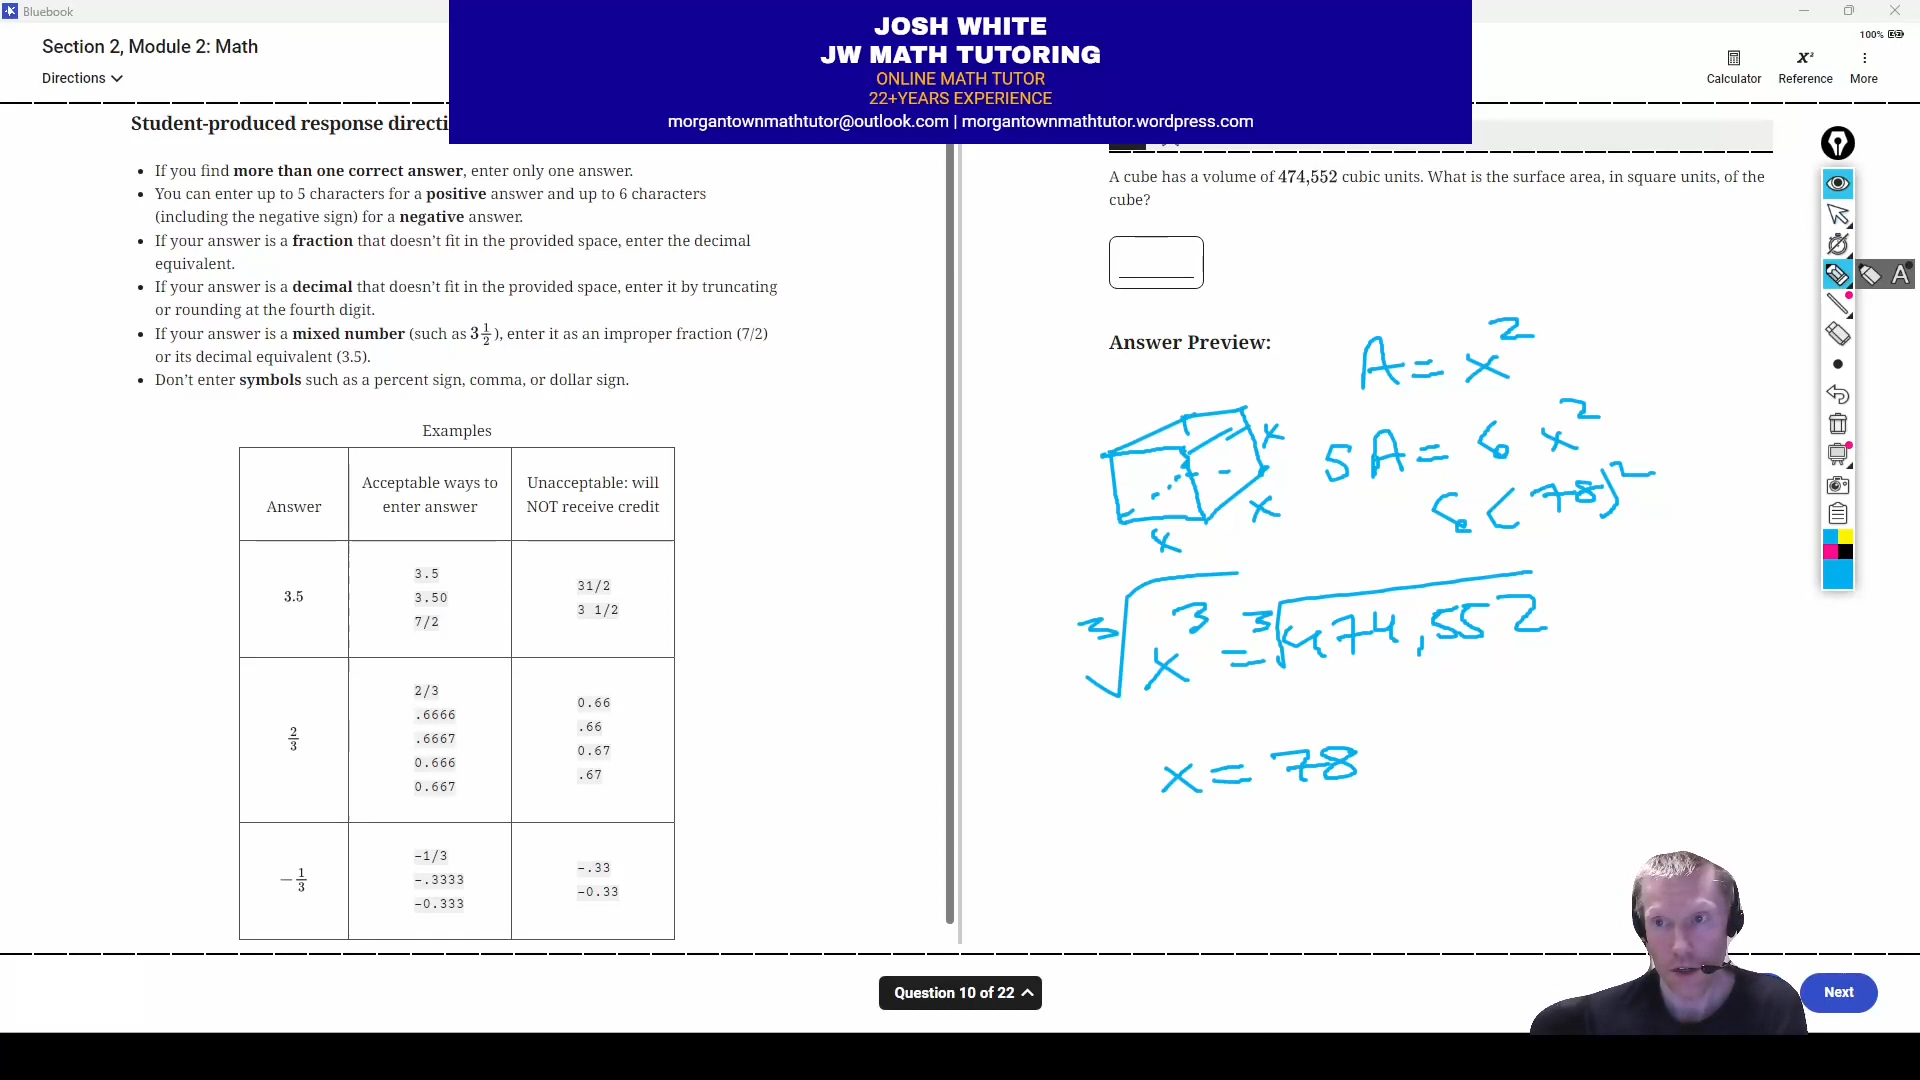 Bluebook
Section 2, Module 2: Math
Directions
JOSH WHITE
JW MATH TUTORING
ONLINE MATH TUTOR
22+YEARS EXPERIENCE
morgantownmathtutor@outlook.com | morgantownmathtutor.wordpress.com
100%
Calculator
Reference
More
Student-produced response directi
• If you find more than one correct answer, enter only one answer.
• You can enter up to 5 characters for a positive answer and up to 6 characters
(including the negative sign) for a negative answer.
• If your answer is a fraction that doesn’t fit in the provided space, enter the decimal
equivalent.
• If your answer is a decimal that doesn’t fit in the provided space, enter it by truncating
or rounding at the fourth digit.
• If your answer is a mixed number (such as 3 1/2), enter it as an improper fraction (7/2)
or its decimal equivalent (3.5).
• Don’t enter symbols such as a percent sign, comma, or dollar sign.
Examples
Answer
Acceptable ways to
enter answer
Unacceptable: will
NOT receive credit
3.5
3.5
3.50
7/2
31/2
3 1/2
2/3
2/3
.6666
.6667
0.666
0.667
0.66
.66
0.67
.67
−1/3
-1/3
-.3333
-0.333
-.33
-0.33
A cube has a volume of 474,552 cubic units. What is the surface area, in square units, of the
cube?
Answer Preview:
A = x²
SA = 6 x²
6(78)²
x
x
x
∛x³ = ∛474,552
x = 78
Question 10 of 22
Next